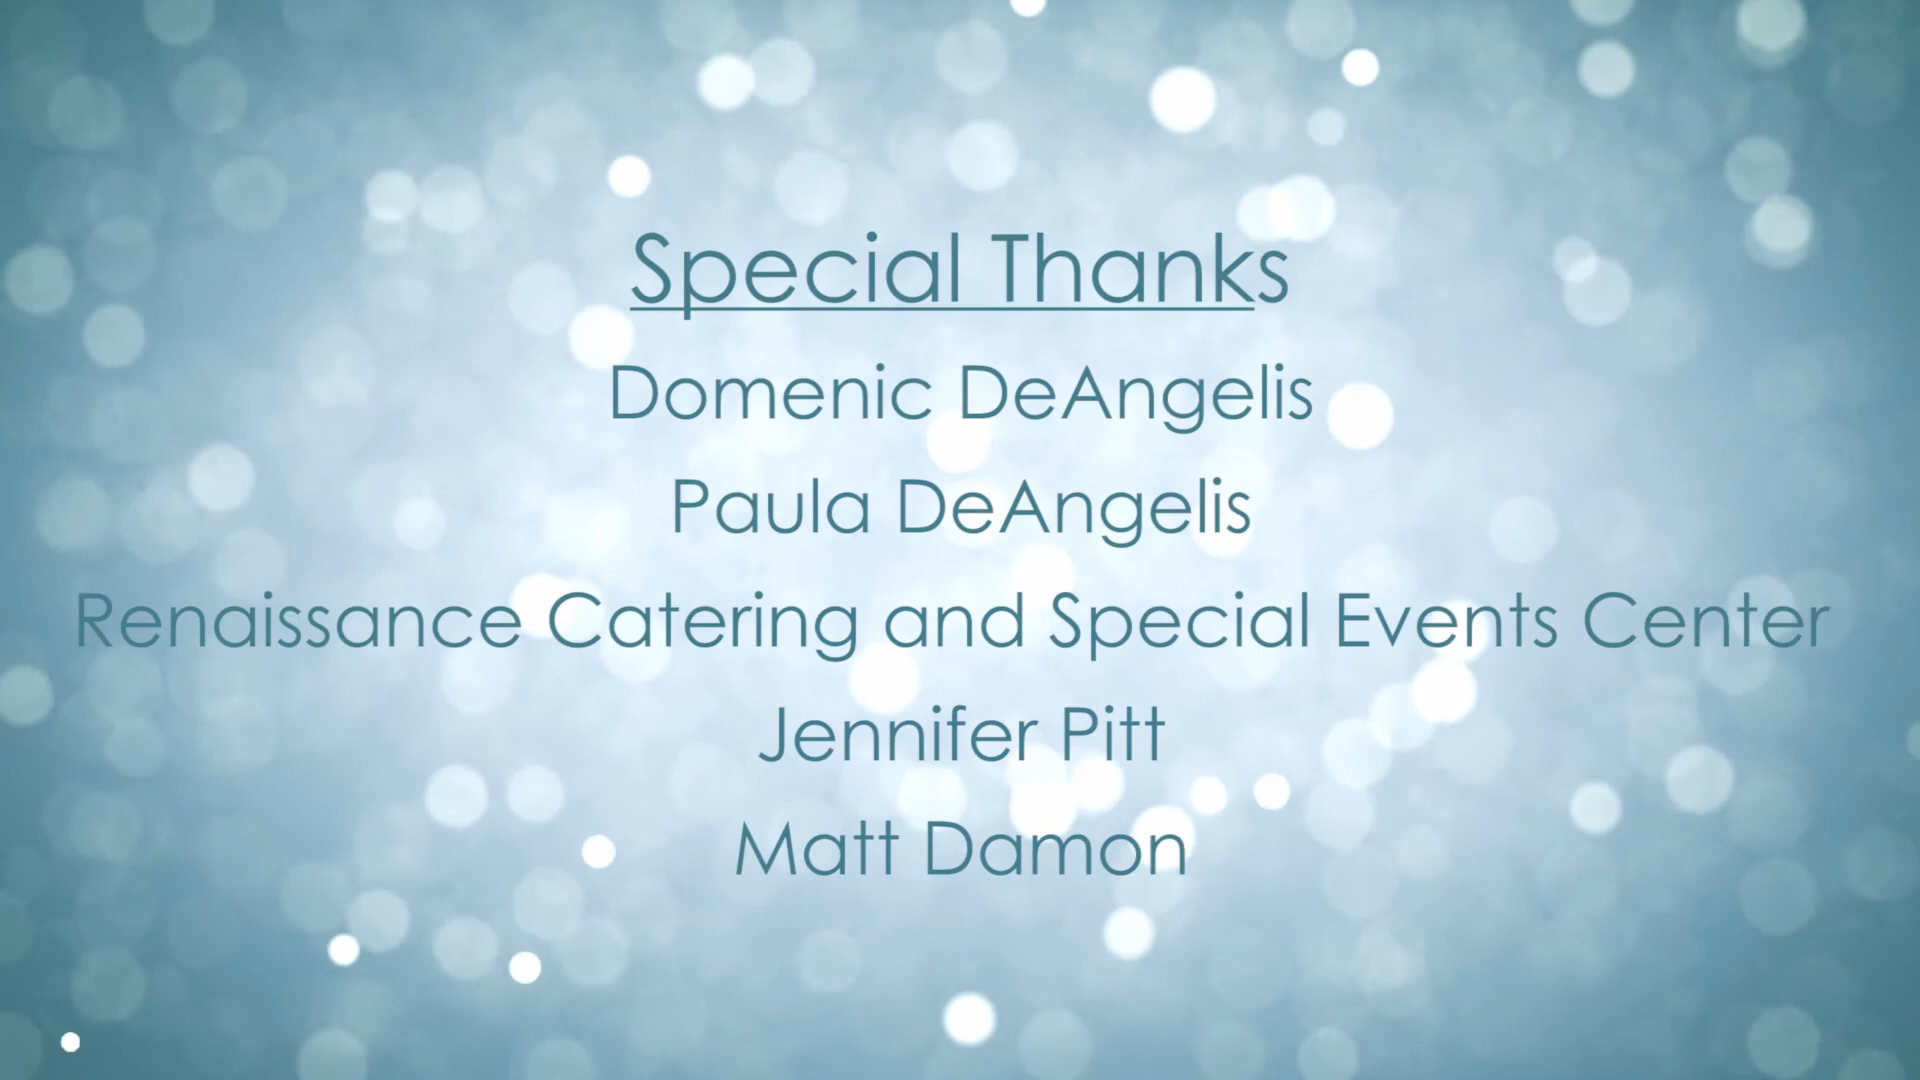 Special Thanks
Domenic DeAngelis
Paula DeAngelis
Renaissance Catering and Special Events Center
Jennifer Pitt
Matt Damon